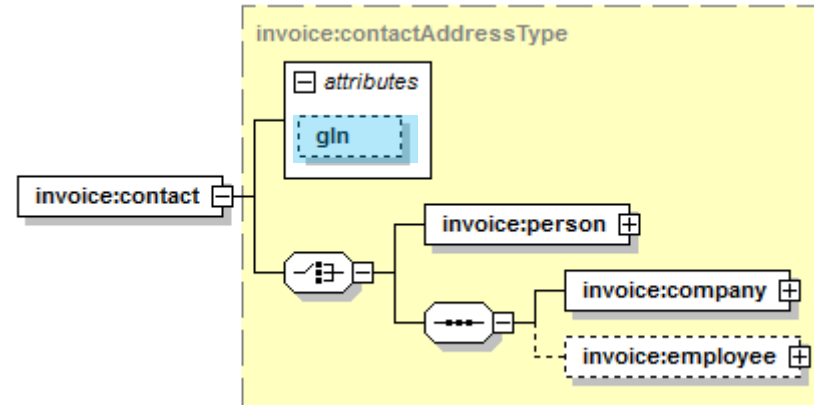 invoice:contactAddressType
attributes
gln
invoice:contact
invoice:person
invoice:company
invoice:employee